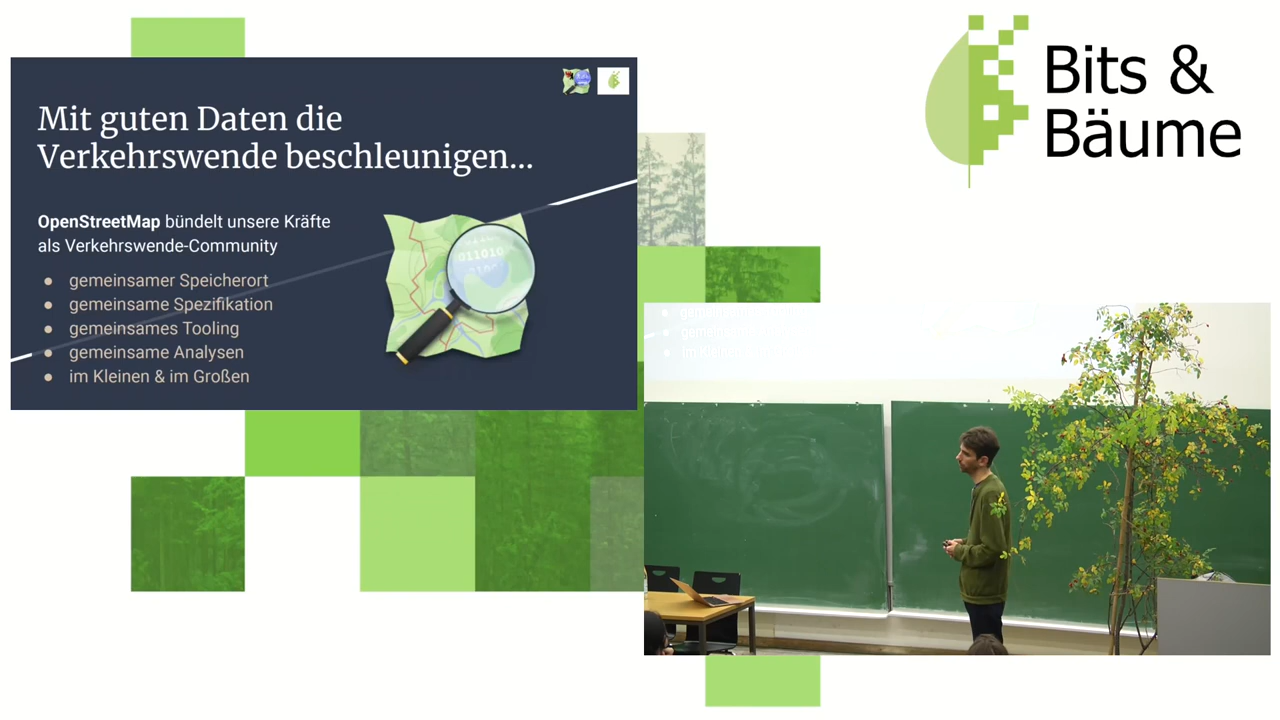 Mit guten Daten die
Verkehrswende beschleunigen...
OpenStreetMap bündelt unsere Kräfte
als Verkehrswende-Community
● gemeinsamer Speicherort
● gemeinsame Spezifikation
● gemeinsames Tooling
● gemeinsame Analysen
● im Kleinen & im Großen
011010
Bits &
Bäume